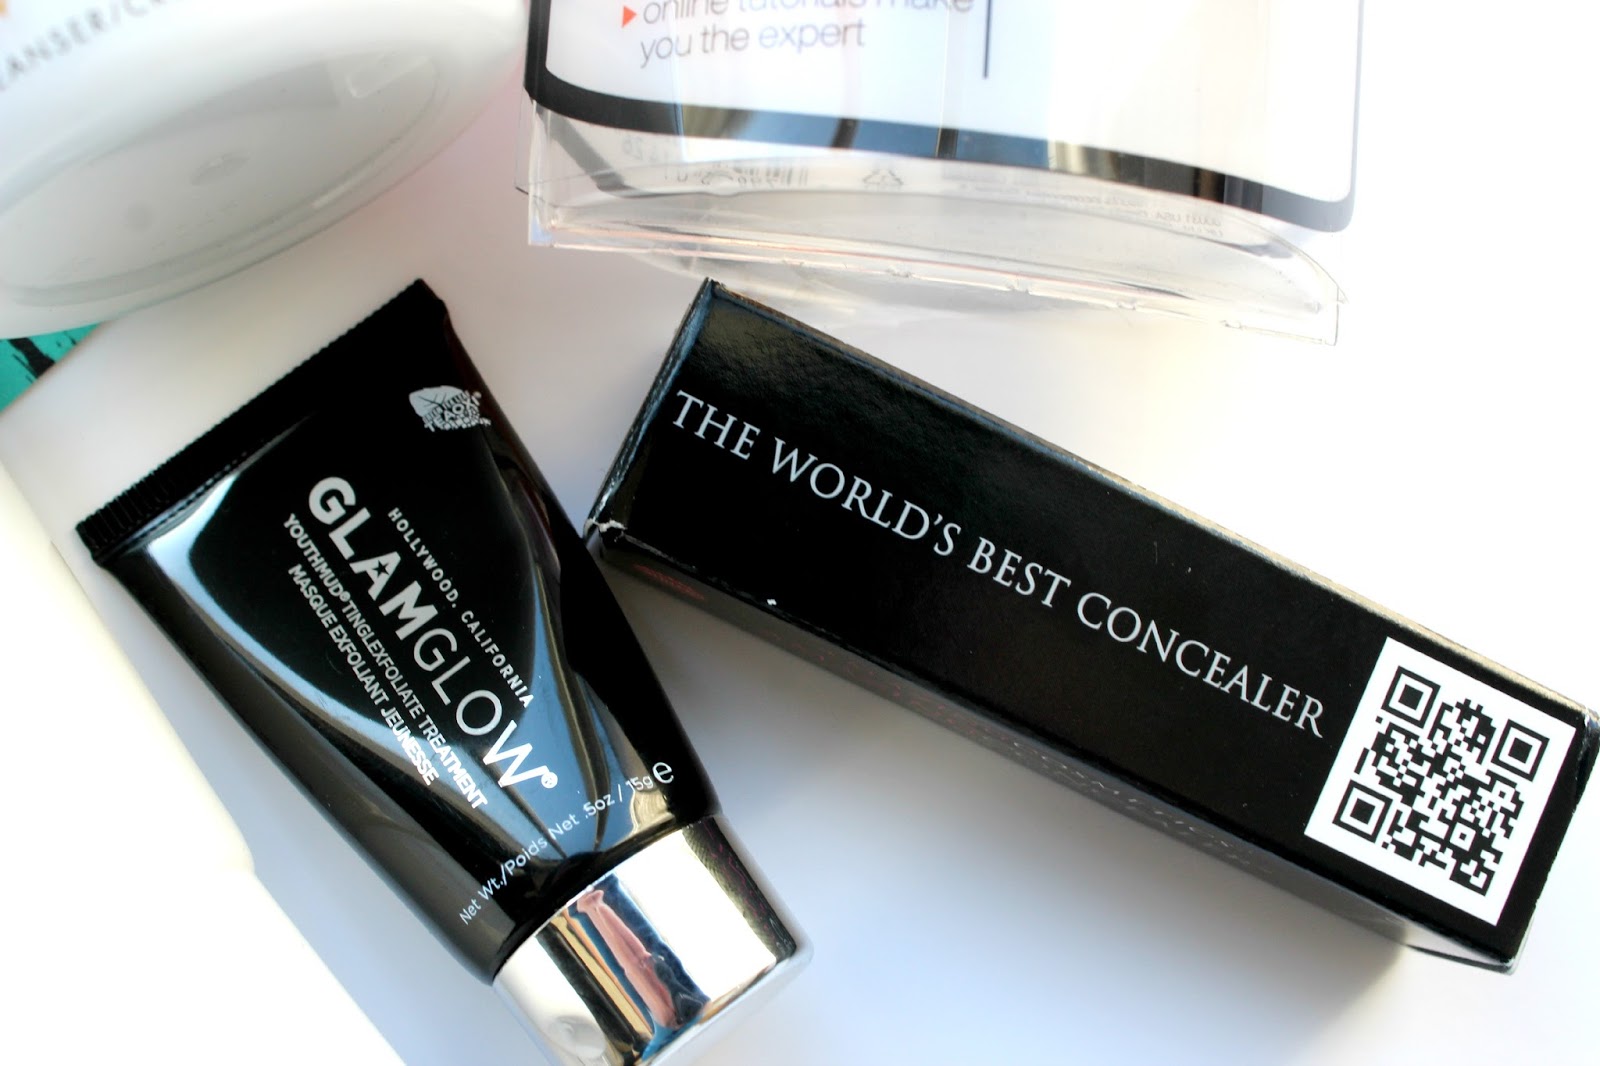 online tutorials make
you the expert
HOLLYWOOD, CALIFORNIA
GLAMGLOW®
YOUTHMUD® TINGLEXFOLIATE TREATMENT
MASQUE EXFOLIANT JEUNESSE
Net Wt./Poids Net .5oz / 15g ℮
THE WORLD'S BEST CONCEALER